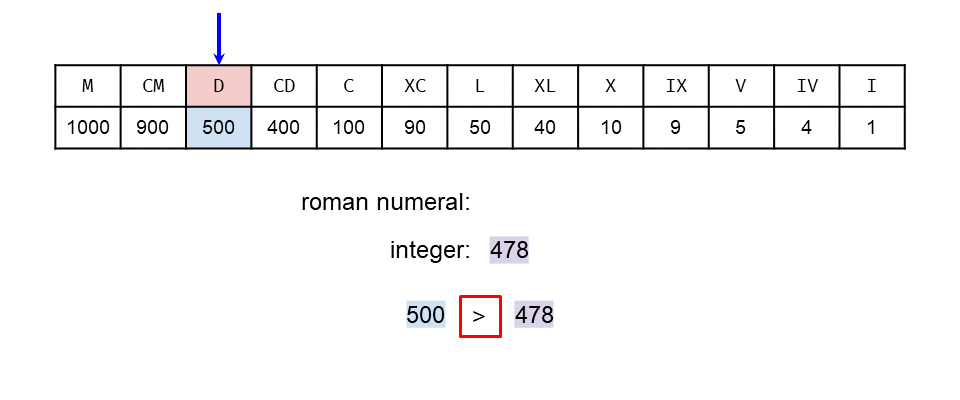 M CM D CD C XC L XL X IX V IV I
1000 900 500 400 100 90 50 40 10 9 5 4 1
roman numeral:
integer: 478
500 > 478